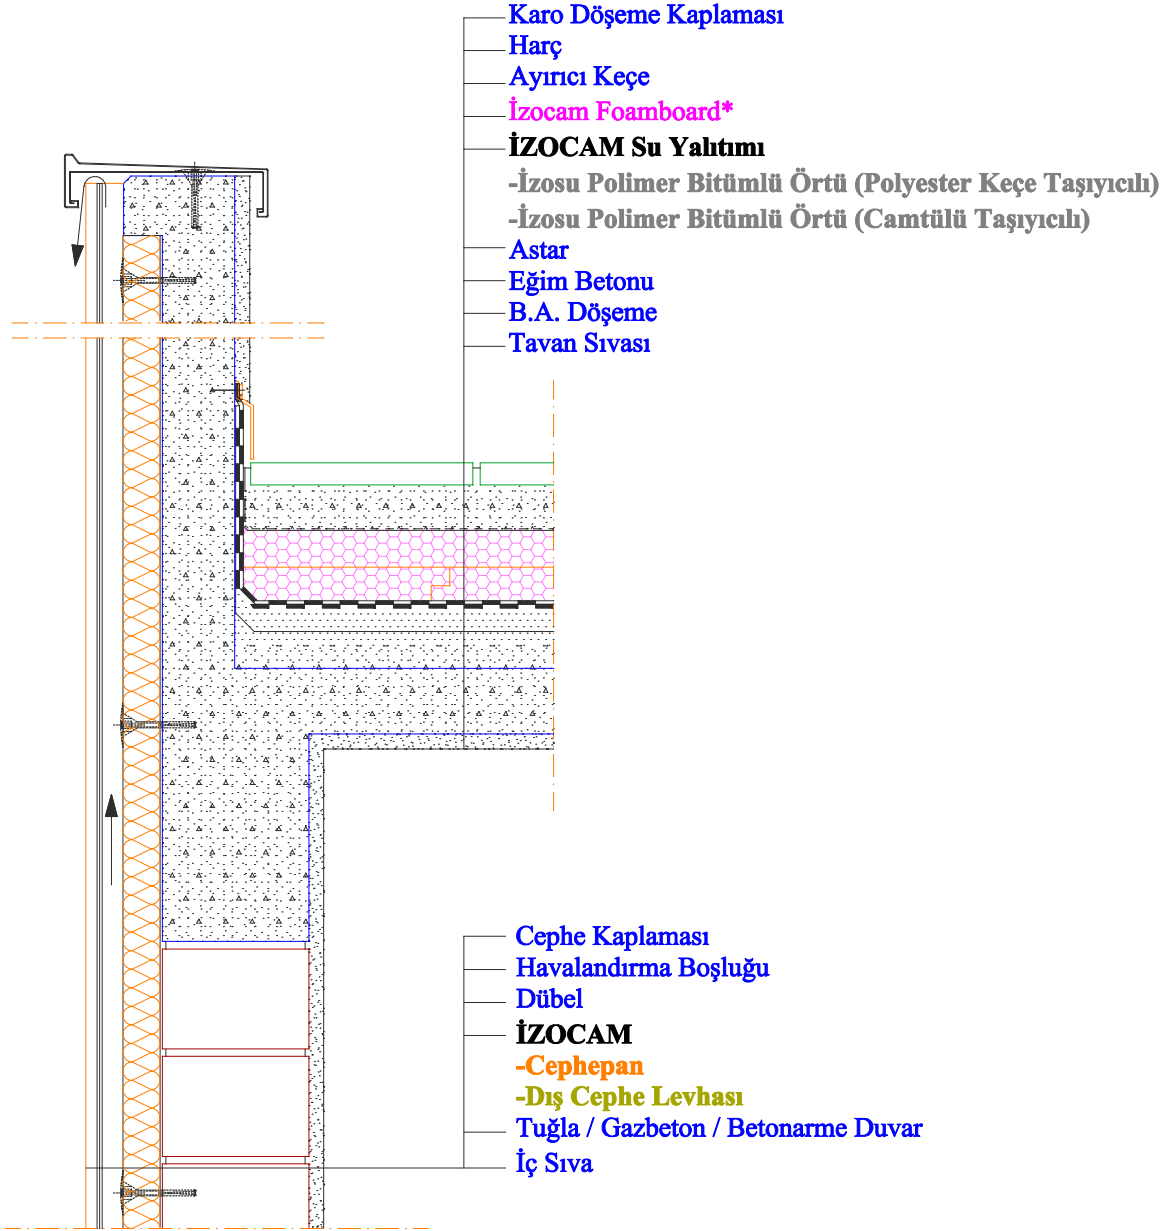 Karo Döşeme Kaplaması
Harç
Ayırıcı Keçe
İzocam Foamboard*
İZOCAM Su Yalıtımı
-İzosu Polimer Bitümlü Örtü (Polyester Keçe Taşıyıcılı)
-İzosu Polimer Bitümlü Örtü (Camtülü Taşıyıcılı)
Astar
Eğim Betonu
B.A. Döşeme
Tavan Sıvası
Cephe Kaplaması
Havalandırma Boşluğu
Dübel
İZOCAM
-Cephepan
-Dış Cephe Levhası
Tuğla / Gazbeton / Betonarme Duvar
İç Sıva